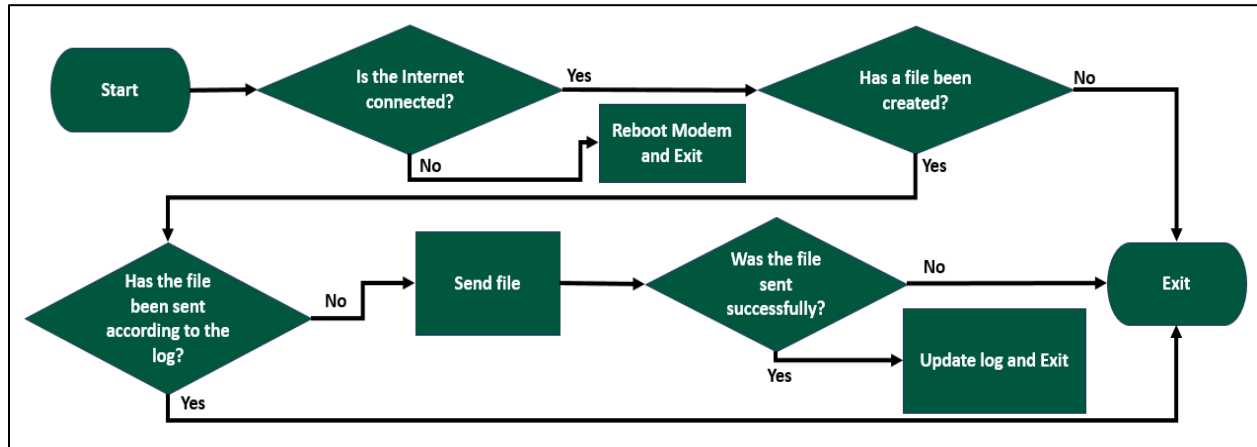 Start
Is the Internet
connected?
Yes
Has a file been
created?
No
No
Reboot Modem
and Exit
Yes
Has the file
been sent
according to the
log?
No
Send file
Was the file
sent
successfully?
No
Exit
Yes
Update log and Exit
Yes